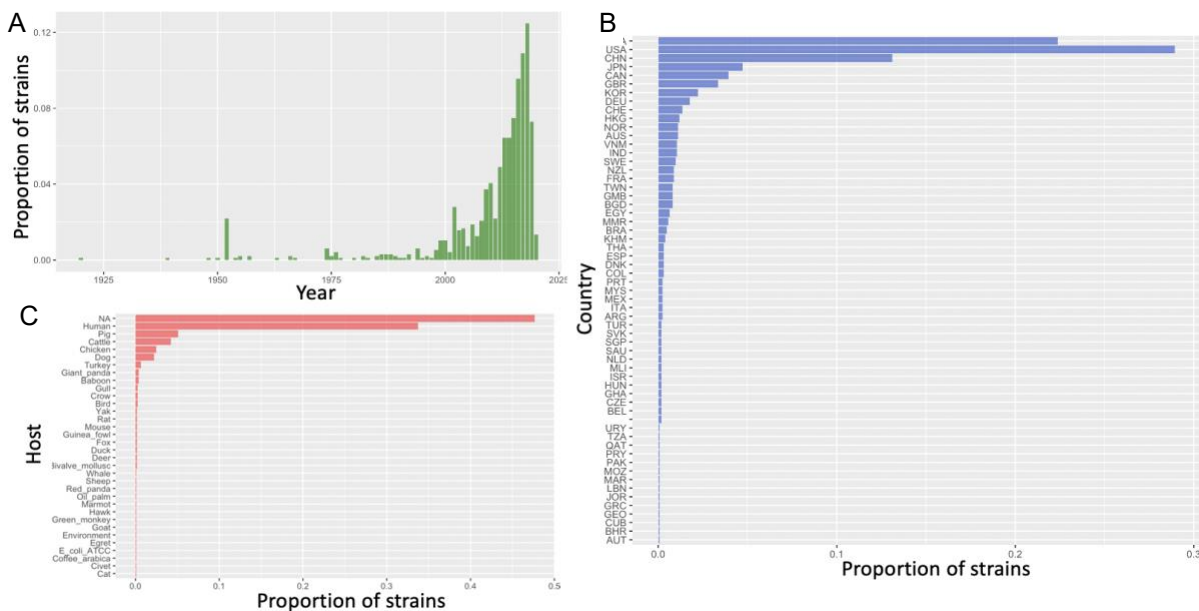 A
0.12
0.08
0.04
0.00
Proportion of strains
1925
1950
1975
2000
2025
Year
B
USA
CHN
JPN
CAN
GBR
KOR
DEU
CHE
HKG
NOR
AUS
VNM
IND
SWE
NZL
FRA
TWN
GMB
BGD
EGY
MMR
BRA
KHM
THA
ESP
DNK
COL
PRT
MYS
MEX
ITA
ARG
TUR
SVK
SGP
SAU
NLD
MLI
ISR
HUN
GHA
CZE
BEL
URY
TZA
QAT
PRY
PAK
MOZ
MAR
LBN
JOR
GRC
GEO
CUB
BHR
AUT
Country
0.0
0.1
0.2
0.3
Proportion of strains
C
NA
Human
Pig
Cattle
Chicken
Dog
Turkey
Giant_panda
Baboon
Gull
Crow
Bird
Yak
Rat
Mouse
Guinea_fowl
Fox
Duck
Deer
Bivalve_mollusc
Whale
Sheep
Red_panda
Oil_palm
Marmot
Hawk
Green_monkey
Goat
Environment
Egret
E_coli_ATCC
Coffee_arabica
Civet
Cat
Host
0.0
0.1
0.2
0.3
0.4
0.5
Proportion of strains